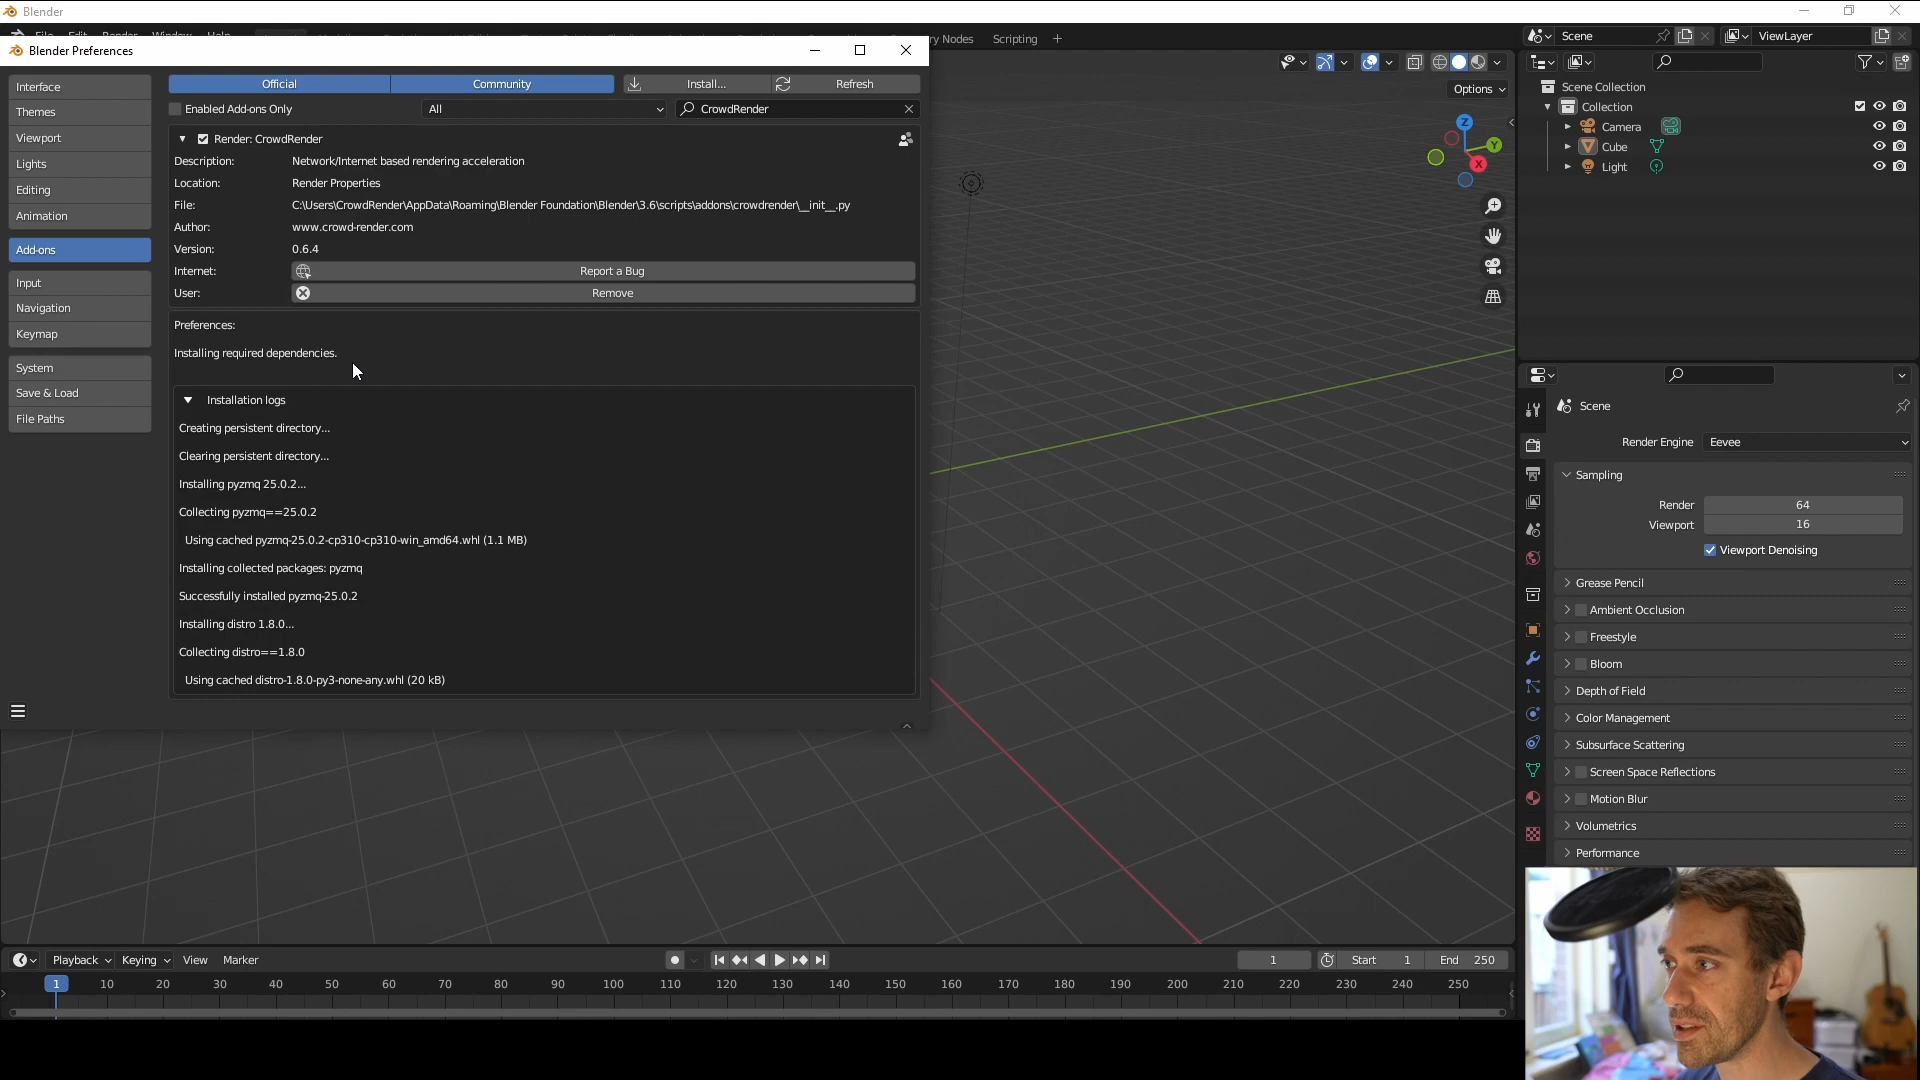 Blender
File Edit Render Window Help
Blender Preferences
y Nodes Scripting +
Scene
ViewLayer
Interface
Themes
Viewport
Lights
Editing
Animation
Add-ons
Input
Navigation
Keymap
System
Save & Load
File Paths
Official Community Install... Refresh
Enabled Add-ons Only All CrowdRender
Render: CrowdRender
Description: Network/Internet based rendering acceleration
Location: Render Properties
File: C:\Users\CrowdRender\AppData\Roaming\Blender Foundation\Blender\3.6\scripts\addons\crowdrender\__init__.py
Author: www.crowd-render.com
Version: 0.6.4
Internet: Report a Bug
User: Remove
Preferences:
Installing required dependencies.
Installation logs
Creating persistent directory...
Clearing persistent directory...
Installing pyzmq 25.0.2...
Collecting pyzmq==25.0.2
Using cached pyzmq-25.0.2-cp310-cp310-win_amd64.whl (1.1 MB)
Installing collected packages: pyzmq
Successfully installed pyzmq-25.0.2
Installing distro 1.8.0...
Collecting distro==1.8.0
Using cached distro-1.8.0-py3-none-any.whl (20 kB)
Options
Z
Y
X
Scene Collection
Collection
Camera
Cube
Light
Scene
Render Engine Eevee
Sampling
Render 64
Viewport 16
Viewport Denoising
Grease Pencil
Ambient Occlusion
Freestyle
Bloom
Depth of Field
Color Management
Subsurface Scattering
Screen Space Reflections
Motion Blur
Volumetrics
Performance
Playback Keying View Marker
1 Start 1 End 250
1 10 20 30 40 50 60 70 80 90 100 110 120 130 140 150 160 170 180 190 200 210 220 230 240 250